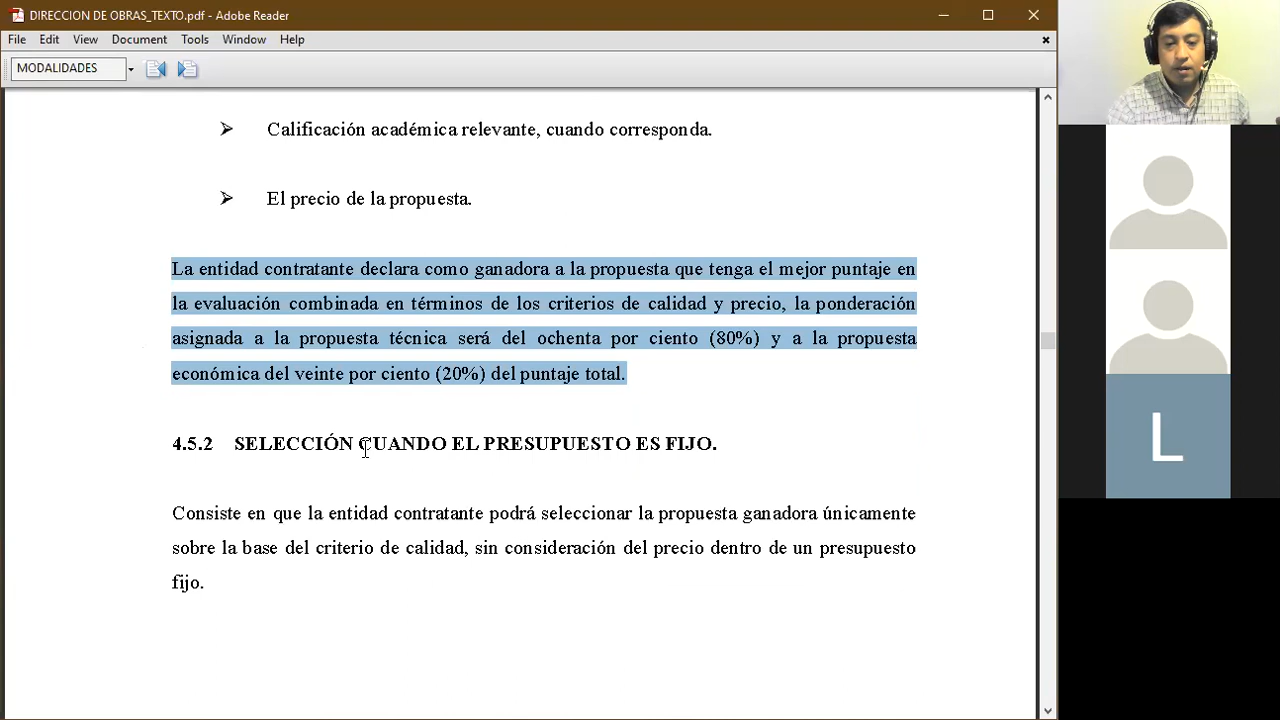 DIRECCION DE OBRAS_TEXTO.pdf - Adobe Reader
File Edit View Document Tools Window Help
MODALIDADES
➢ Calificación académica relevante, cuando corresponda.
➢ El precio de la propuesta.
La entidad contratante declara como ganadora a la propuesta que tenga el mejor puntaje en
la evaluación combinada en términos de los criterios de calidad y precio, la ponderación
asignada a la propuesta técnica será del ochenta por ciento (80%) y a la propuesta
económica del veinte por ciento (20%) del puntaje total.
4.5.2 SELECCIÓN CUANDO EL PRESUPUESTO ES FIJO.
Consiste en que la entidad contratante podrá seleccionar la propuesta ganadora únicamente
sobre la base del criterio de calidad, sin consideración del precio dentro de un presupuesto
fijo.
L